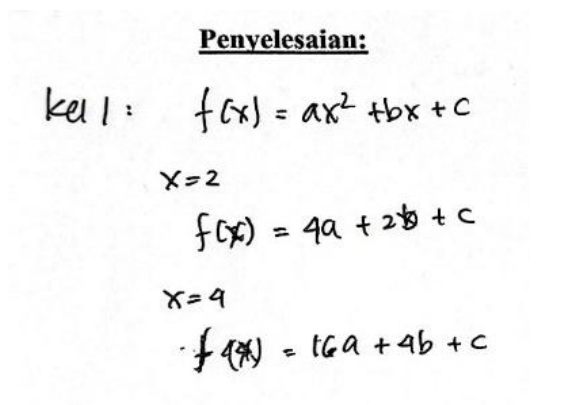 Penyelesaian:
kel 1 : f(x) = ax² + bx + c
x = 2
f(x) = 4a + 2b + c
x = 4
f(4) = 16a + 4b + c